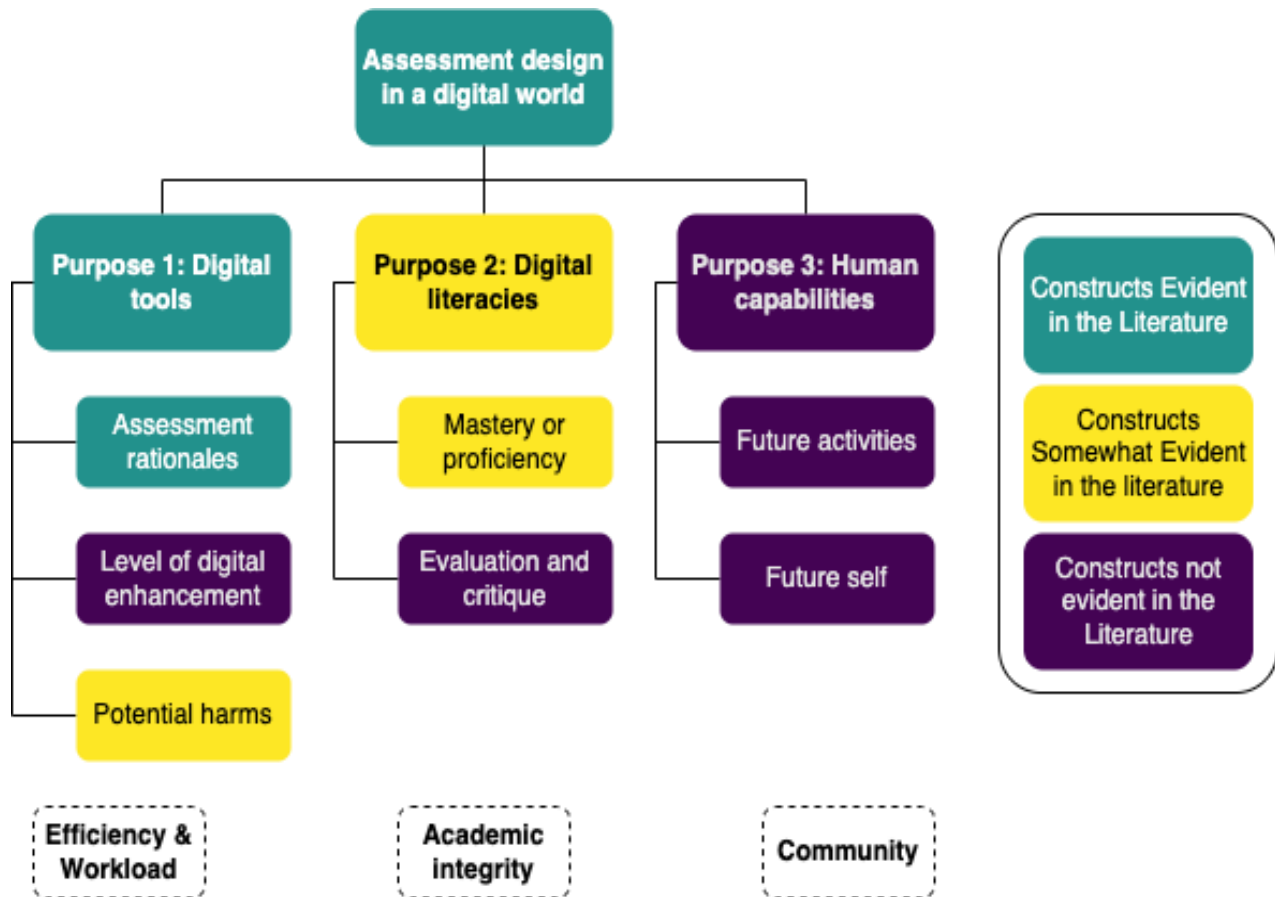 Assessment design
in a digital world
Purpose 1: Digital
tools
Purpose 2: Digital
literacies
Purpose 3: Human
capabilities
Assessment
rationales
Mastery or
proficiency
Future activities
Level of digital
enhancement
Evaluation and
critique
Future self
Potential harms
Efficiency &
Workload
Academic
integrity
Community
Constructs Evident
in the Literature
Constructs
Somewhat Evident
in the literature
Constructs not
evident in the
Literature